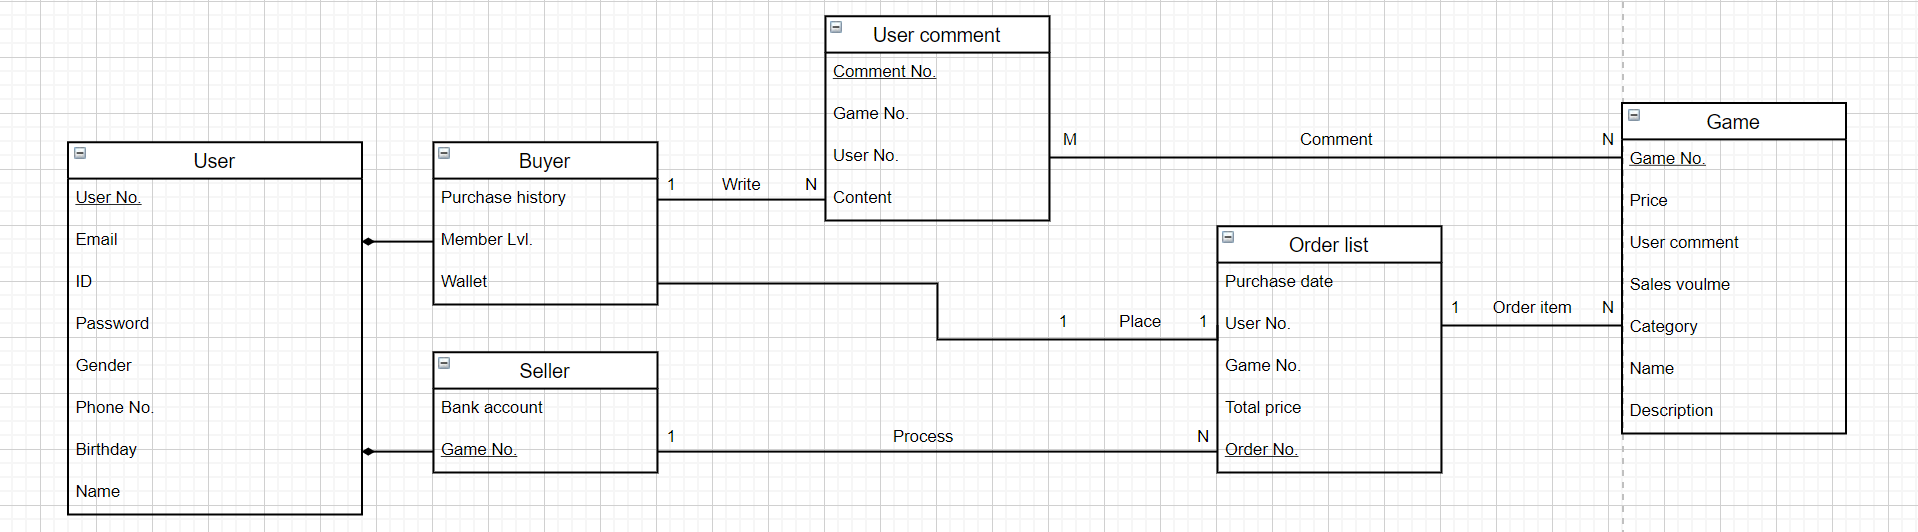 User comment
Comment No.
Game No.
User No.
Content
User
User No.
Email
ID
Password
Gender
Phone No.
Birthday
Name
Buyer
Purchase history
Member Lvl.
Wallet
1 Write N
Seller
Bank account
Game No.
M Comment N
1 Place 1
1 Process N
Order list
Purchase date
User No.
Game No.
Total price
Order No.
1 Order item N
Game
Game No.
Price
User comment
Sales voulme
Category
Name
Description